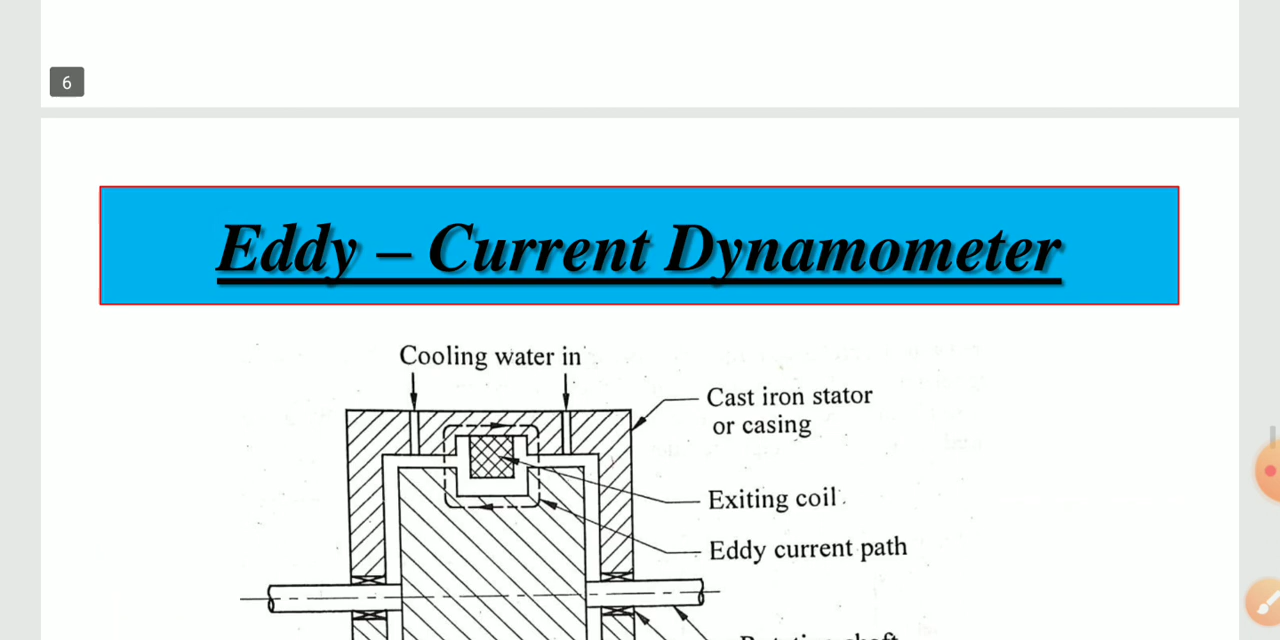 6
Eddy – Current Dynamometer
Cooling water in
Cast iron stator
or casing
Exiting coil
Eddy current path